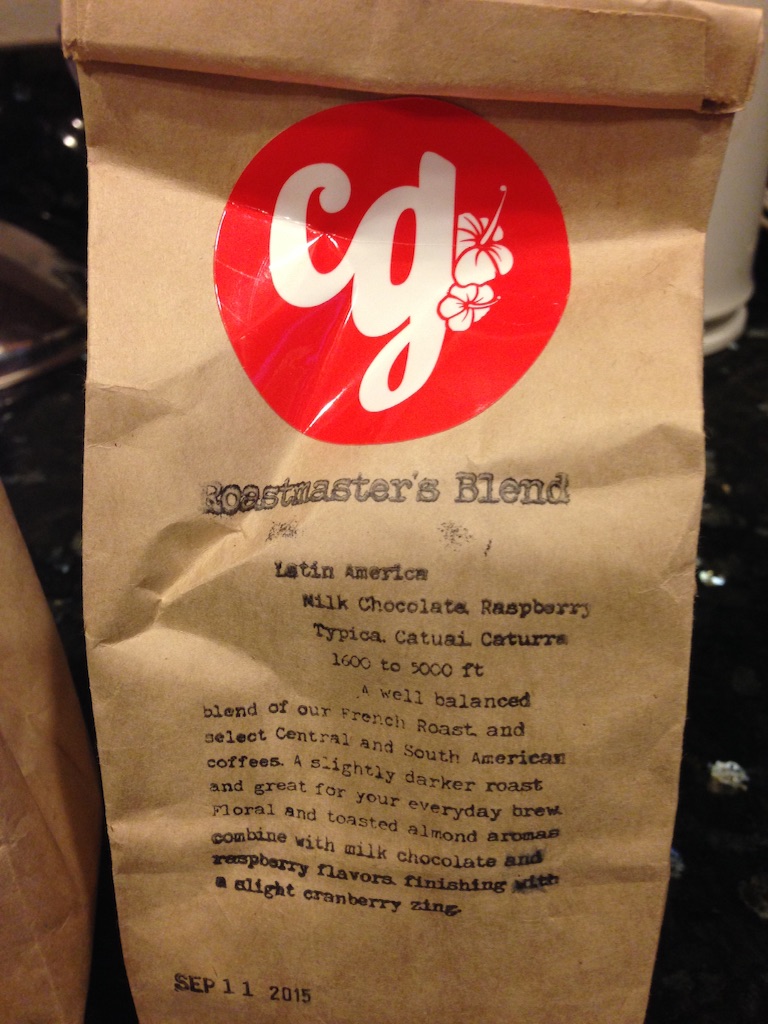 cg
Roastmaster's Blend
Latin America
Milk Chocolate, Raspberry
Typica, Catuai, Caturra
1600 to 5000 ft
A well balanced
blend of our French Roast, and
select Central and South American
coffees. A slightly darker roast
and great for your everyday brew.
Floral and toasted almond aromas
combine with milk chocolate and
raspberry flavors, finishing with
a slight cranberry zing.
SEP 11 2015